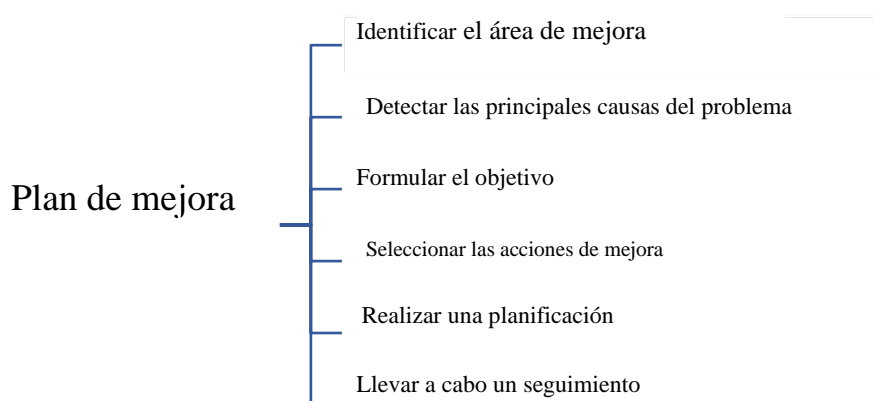 Plan de mejora
Identificar el área de mejora
Detectar las principales causas del problema
Formular el objetivo
Seleccionar las acciones de mejora
Realizar una planificación
Llevar a cabo un seguimiento